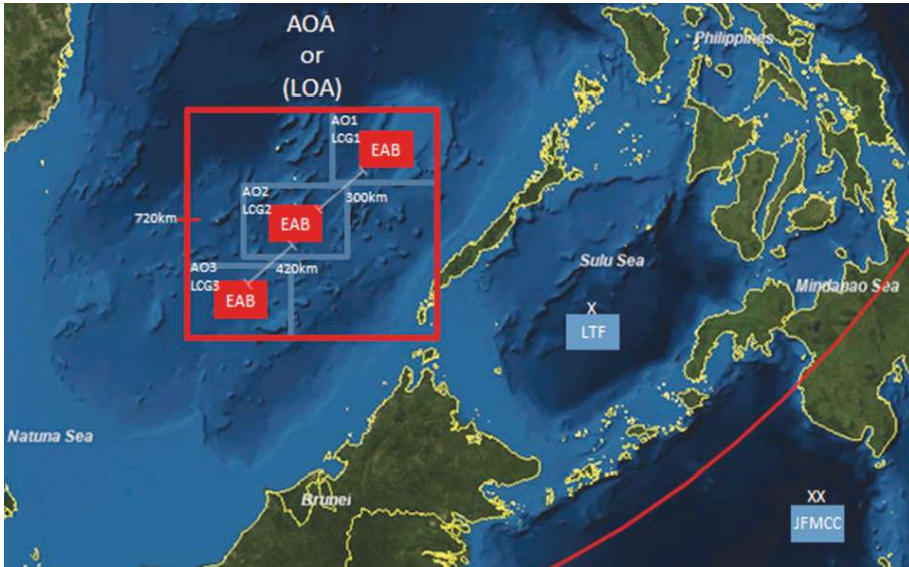 Philippines
AOA
or
(LOA)
AO1
LCG1
EAB
AO2
LCG2
300km
720km
EAB
AO3
LCG3
420km
EAB
Sulu Sea
Mindanao Sea
X
LTF
Natuna Sea
Brunei
XX
JFMCC